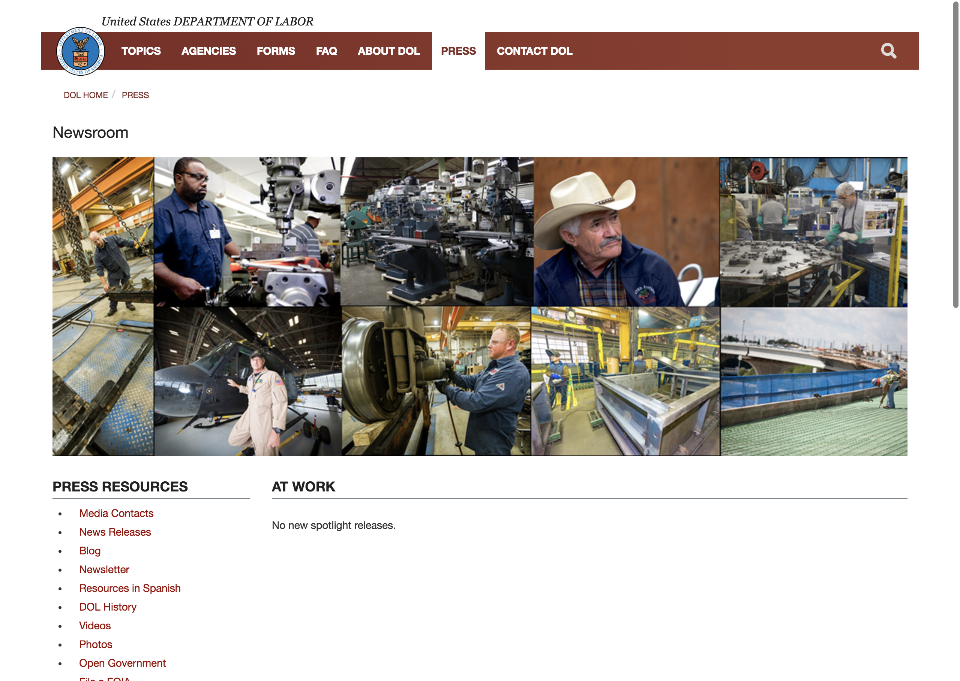 United States DEPARTMENT OF LABOR
TOPICS AGENCIES FORMS FAQ ABOUT DOL PRESS CONTACT DOL
DOL HOME / PRESS
Newsroom
PRESS RESOURCES
Media Contacts
News Releases
Blog
Newsletter
Resources in Spanish
DOL History
Videos
Photos
Open Government
File a FOIA
AT WORK
No new spotlight releases.